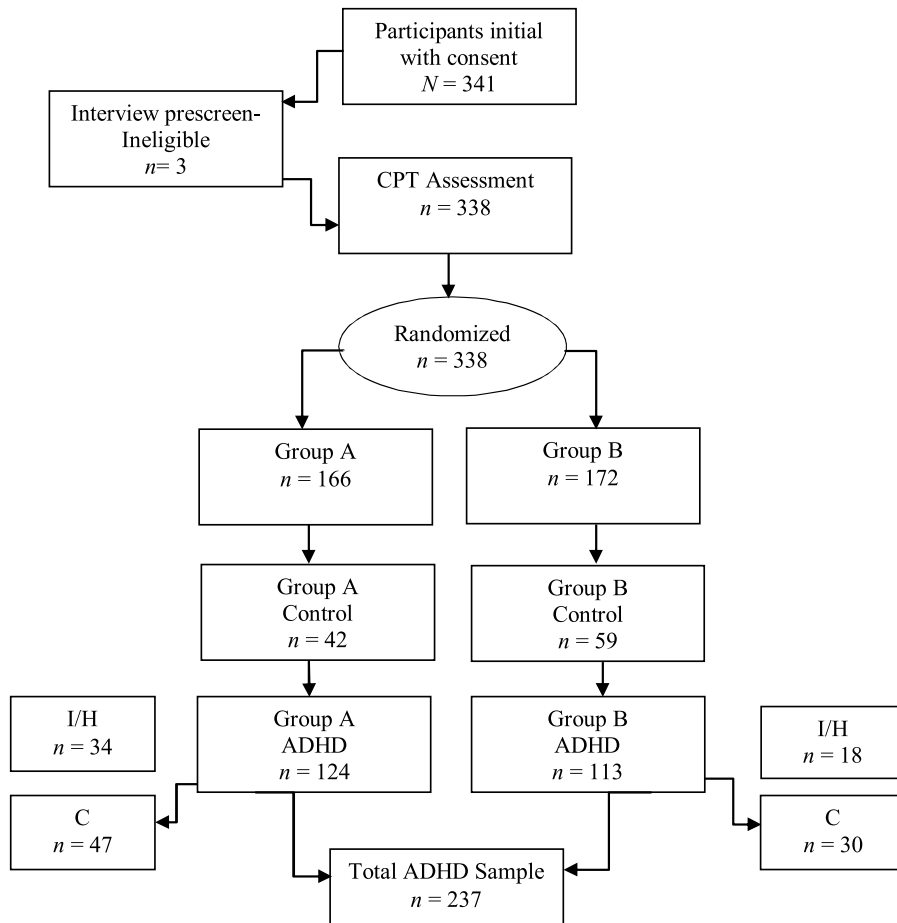 Participants initial
with consent
N = 341
Interview prescreen-
Ineligible
n= 3
CPT Assessment
n = 338
Randomized
n = 338
Group A
n = 166
Group B
n = 172
Group A
Control
n = 42
Group B
Control
n = 59
I/H
n = 34
Group A
ADHD
n = 124
Group B
ADHD
n = 113
I/H
n = 18
C
n = 47
C
n = 30
Total ADHD Sample
n = 237